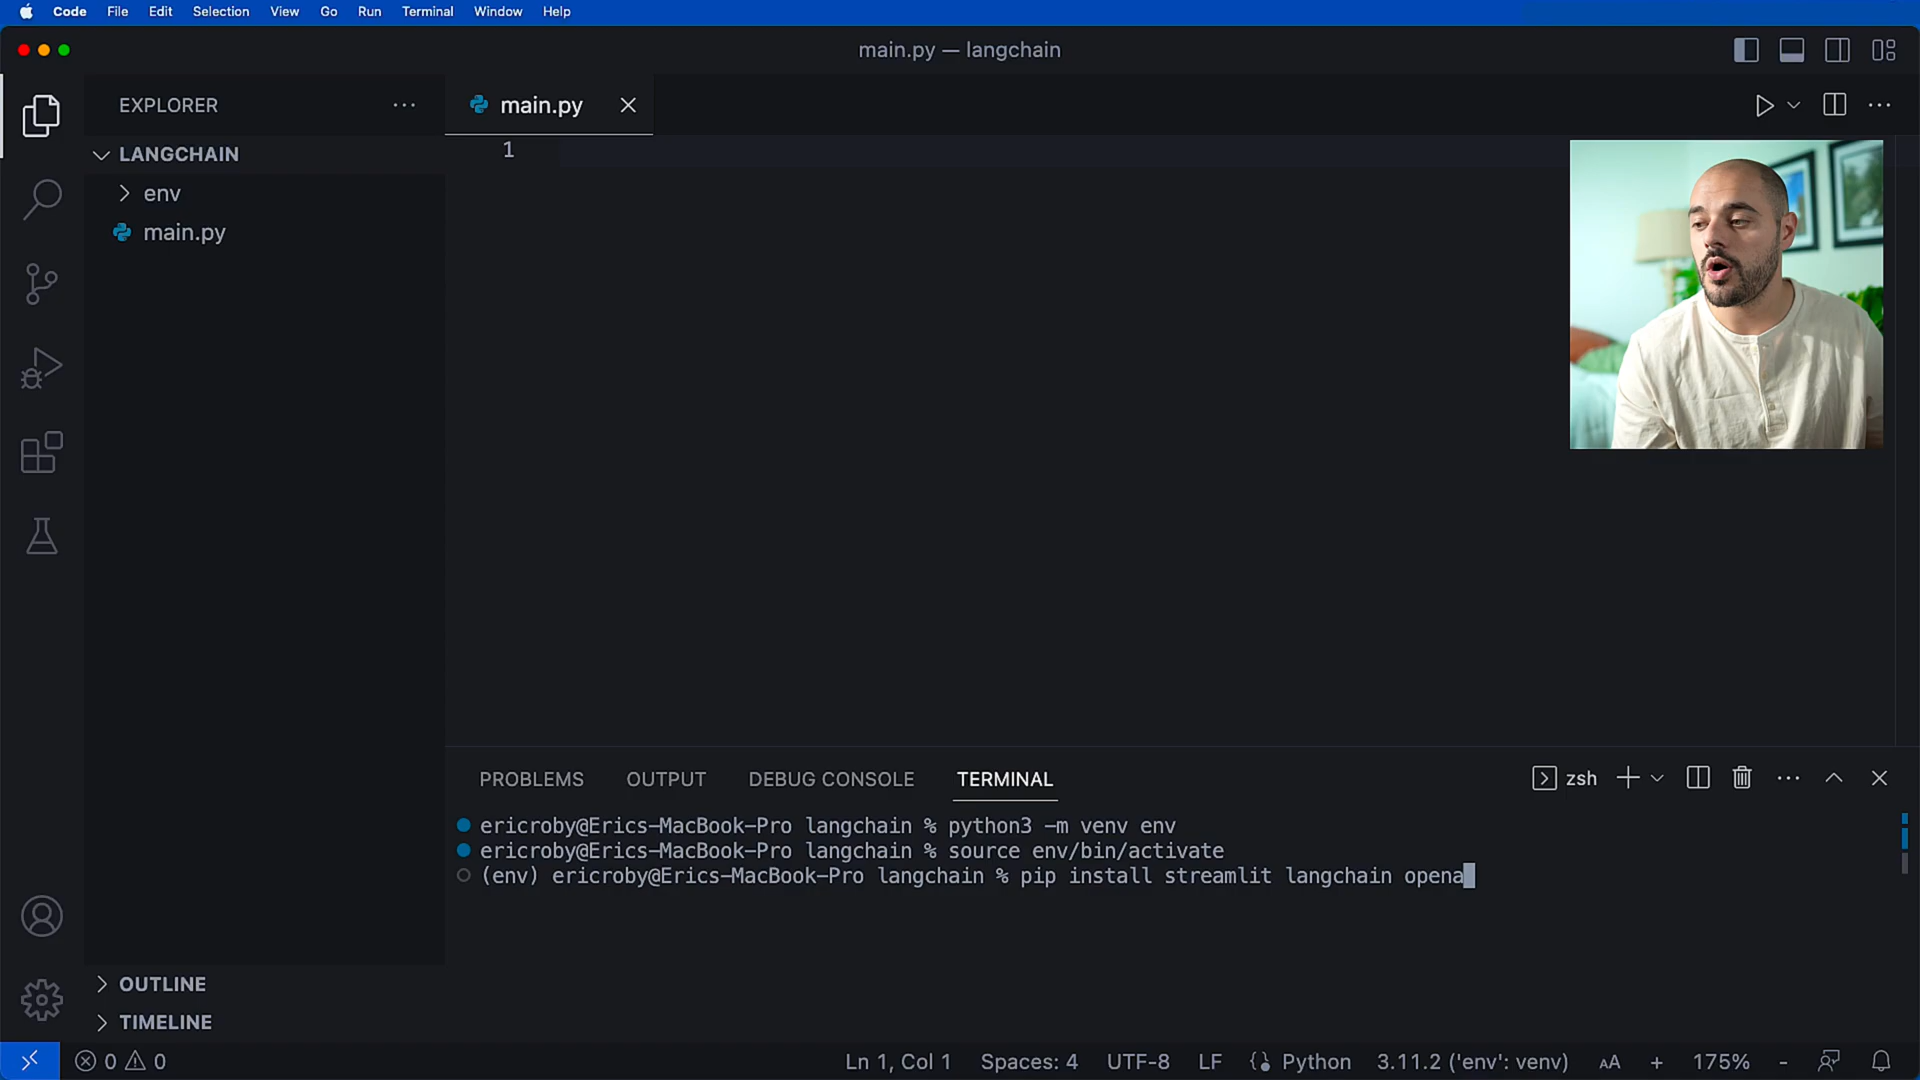 Code File Edit Selection View Go Run Terminal Window Help
main.py — langchain
EXPLORER
main.py
LANGCHAIN
env
main.py
1
PROBLEMS OUTPUT DEBUG CONSOLE TERMINAL
zsh
ericroby@Erics-MacBook-Pro langchain % python3 -m venv env
ericroby@Erics-MacBook-Pro langchain % source env/bin/activate
(env) ericroby@Erics-MacBook-Pro langchain % pip install streamlit langchain opena
OUTLINE
TIMELINE
0 0 Ln 1, Col 1 Spaces: 4 UTF-8 LF Python 3.11.2 ('env': venv) AA + 175% -